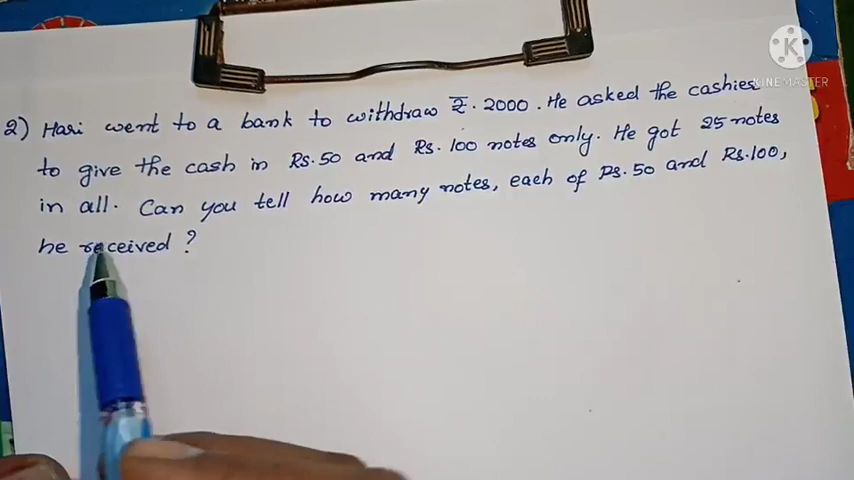 2) Hari went to a bank to withdraw ₹. 2000. He asked the cashier
to give the cash in Rs.50 and Rs.100 notes only. He got 25 notes
in all. Can you tell how many notes, each of Rs.50 and Rs.100,
he received ?
K
KINEMASTER